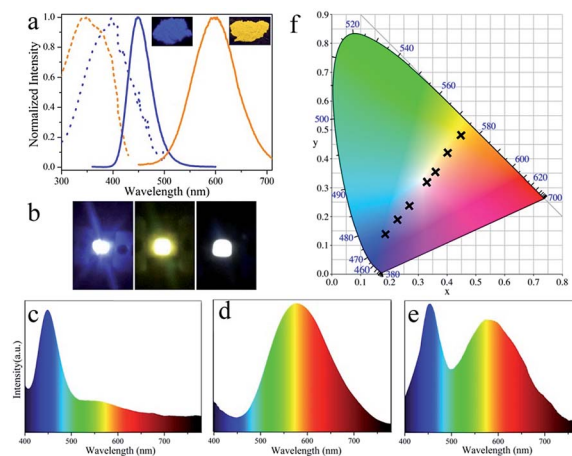 a
1.0
0.8
0.6
0.4
0.2
0.0
Normalized Intensity
300 400 500 600 700
Wavelength (nm)
b
f
0.9
0.8
0.7
0.6
0.5
y
0.4
0.3
0.2
0.1
0.0
0.0 0.1 0.2 0.3 0.4 0.5 0.6 0.7 0.8
x
520
540
560
500
580
600
620
700
490
480
470
460
380
c
d
e
Intensity(a.u.)
400 500 600 700
Wavelength (nm)
400 500 600 700
Wavelength (nm)
400 500 600 700
Wavelength (nm)